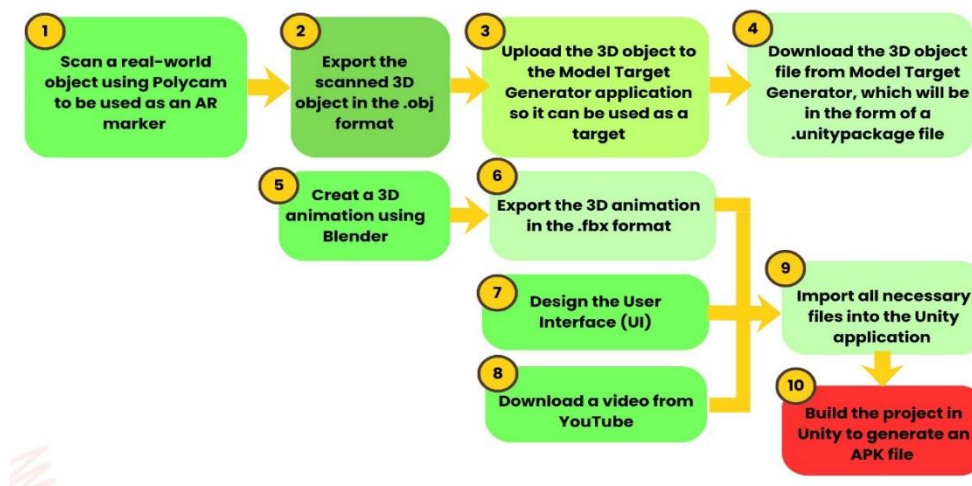 1
Scan a real-world
object using Polycam
to be used as an AR
marker
2
Export the
scanned 3D
object in the .obj
format
3
Upload the 3D object to
the Model Target
Generator application
so it can be used as a
target
4
Download the 3D object
file from Model Target
Generator, which will be
in the form of a
.unitypackage file
5
Creat a 3D
animation using
Blender
6
Export the 3D animation
in the .fbx format
7
Design the User
Interface (UI)
8
Download a video from
YouTube
9
Import all necessary
files into the Unity
application
10
Build the project in
Unity to generate an
APK file